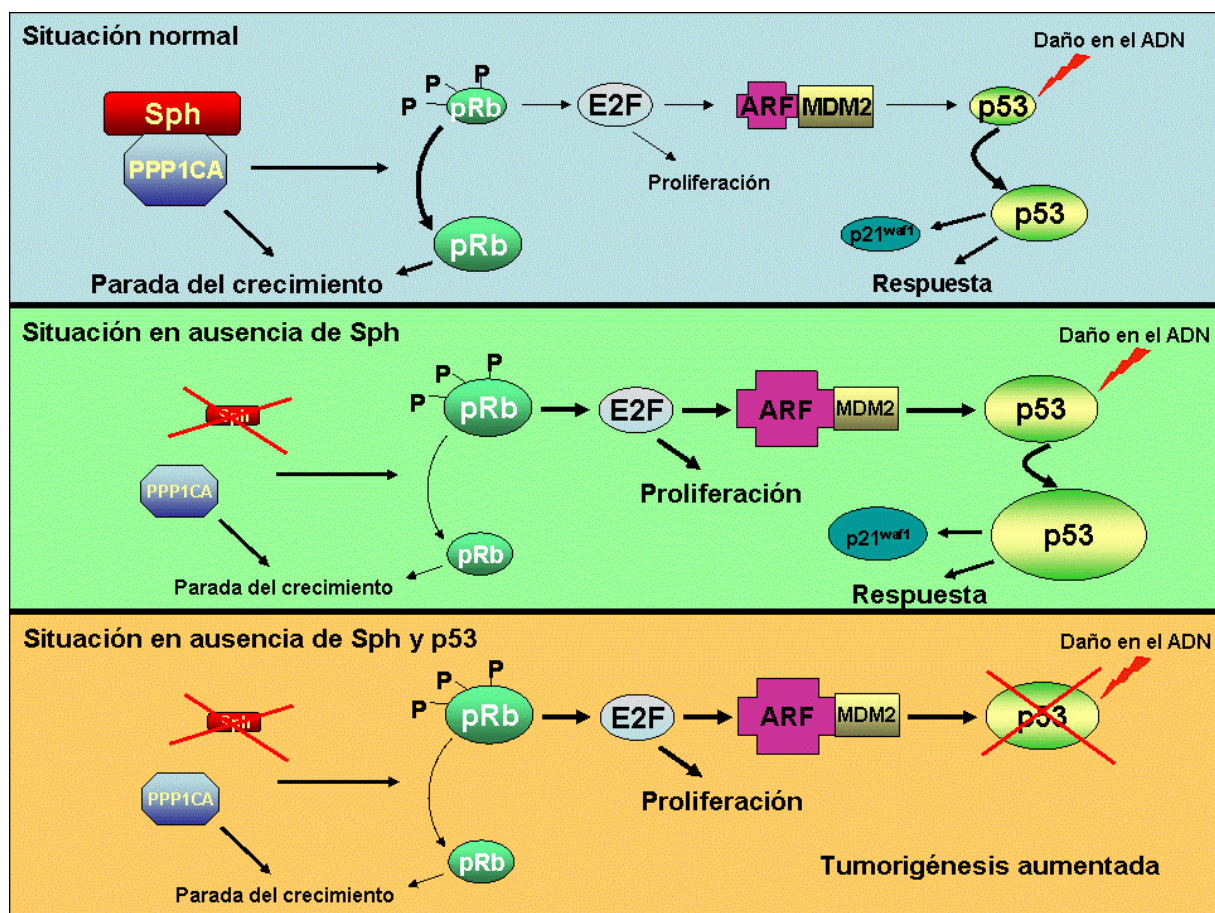 Situación normal
Daño en el ADN
Sph
PPP1CA
P
P
P
pRb
E2F
ARF
MDM2
p53
Proliferación
pRb
p53
p21waf1
Parada del crecimiento
Respuesta
Situación en ausencia de Sph
Daño en el ADN
Sph
PPP1CA
P
P
P
pRb
E2F
ARF
MDM2
p53
Proliferación
p21waf1
p53
pRb
Parada del crecimiento
Respuesta
Situación en ausencia de Sph y p53
Daño en el ADN
Sph
PPP1CA
P
P
P
pRb
E2F
ARF
MDM2
p53
Proliferación
pRb
Parada del crecimiento
Tumorigénesis aumentada